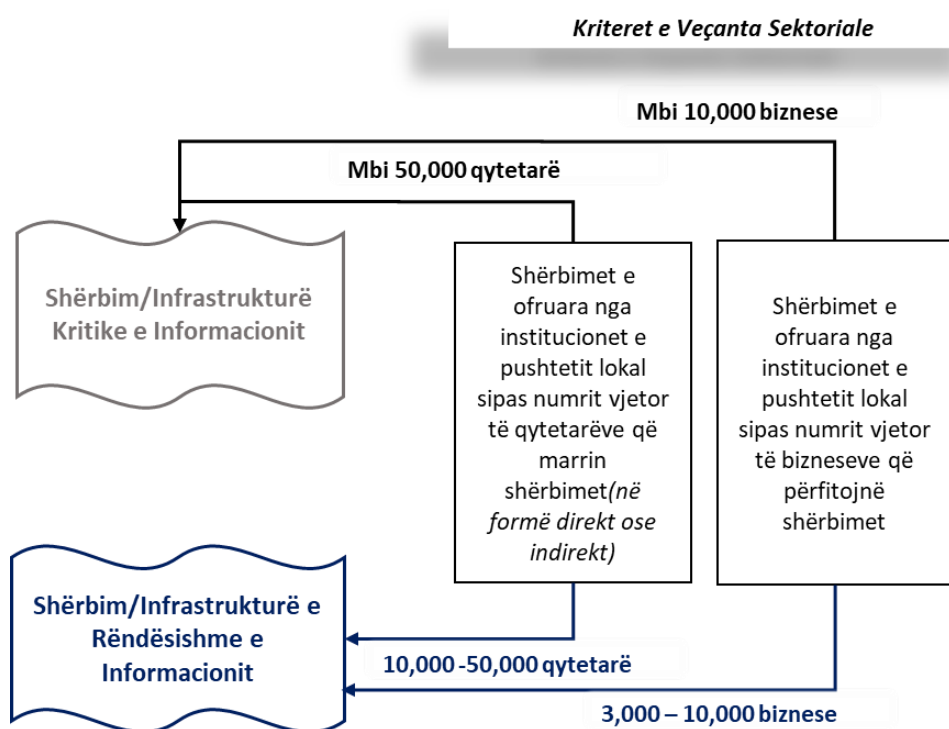 Kriteret e Veçanta Sektoriale
Mbi 10,000 biznese
Mbi 50,000 qytetarë
Shërbim/Infrastrukturë
Kritike e Informacionit
Shërbimet e
ofruara nga
institucionet e
pushtetit lokal
sipas numrit vjetor
të qytetarëve që
marrin
shërbimet(në
formë direkt ose
indirekt)
Shërbimet e
ofruara nga
institucionet e
pushtetit lokal
sipas numrit vjetor
të bizneseve që
përfitojnë
shërbimet
Shërbim/Infrastrukturë e
Rëndësishme e
Informacionit
10,000 -50,000 qytetarë
3,000 – 10,000 biznese